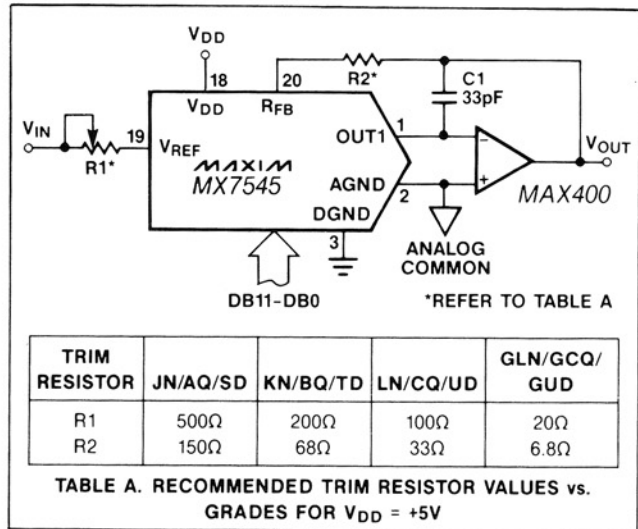 VDD
18
20
R2*
C1
33pF
VDD
RFB
VIN
19
VREF
R1*
MAXIM
MX7545
OUT1
1
AGND
2
DGND
3
−
+
VOUT
MAX400
ANALOG
COMMON
DB11–DB0
*REFER TO TABLE A
TRIM RESISTOR JN/AQ/SD KN/BQ/TD LN/CQ/UD GLN/GCQ/GUD
R1 500Ω 200Ω 100Ω 20Ω
R2 150Ω 68Ω 33Ω 6.8Ω
TABLE A. RECOMMENDED TRIM RESISTOR VALUES vs.
GRADES FOR VDD = +5V